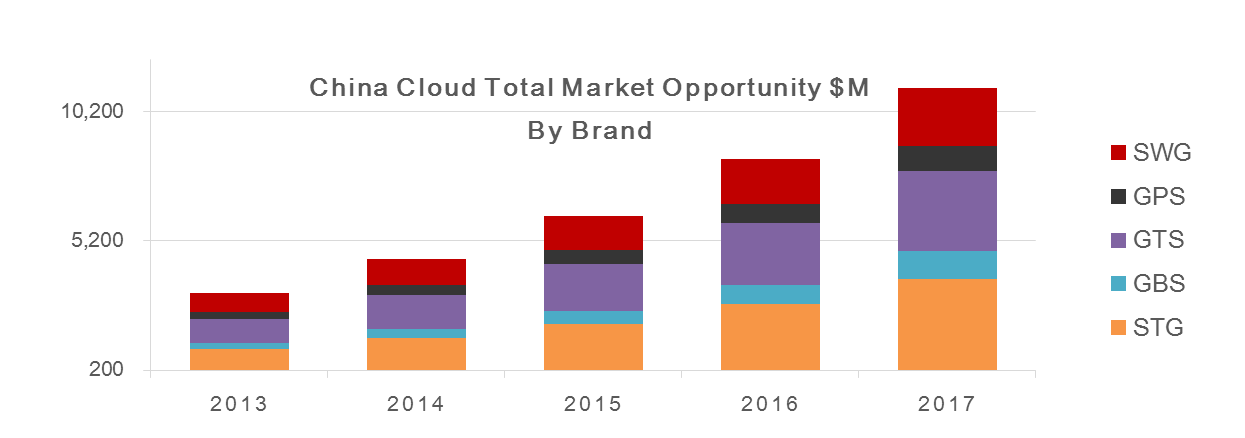 China Cloud Total Market Opportunity $M
By Brand
10,200
5,200
200
2013
2014
2015
2016
2017
SWG
GPS
GTS
GBS
STG